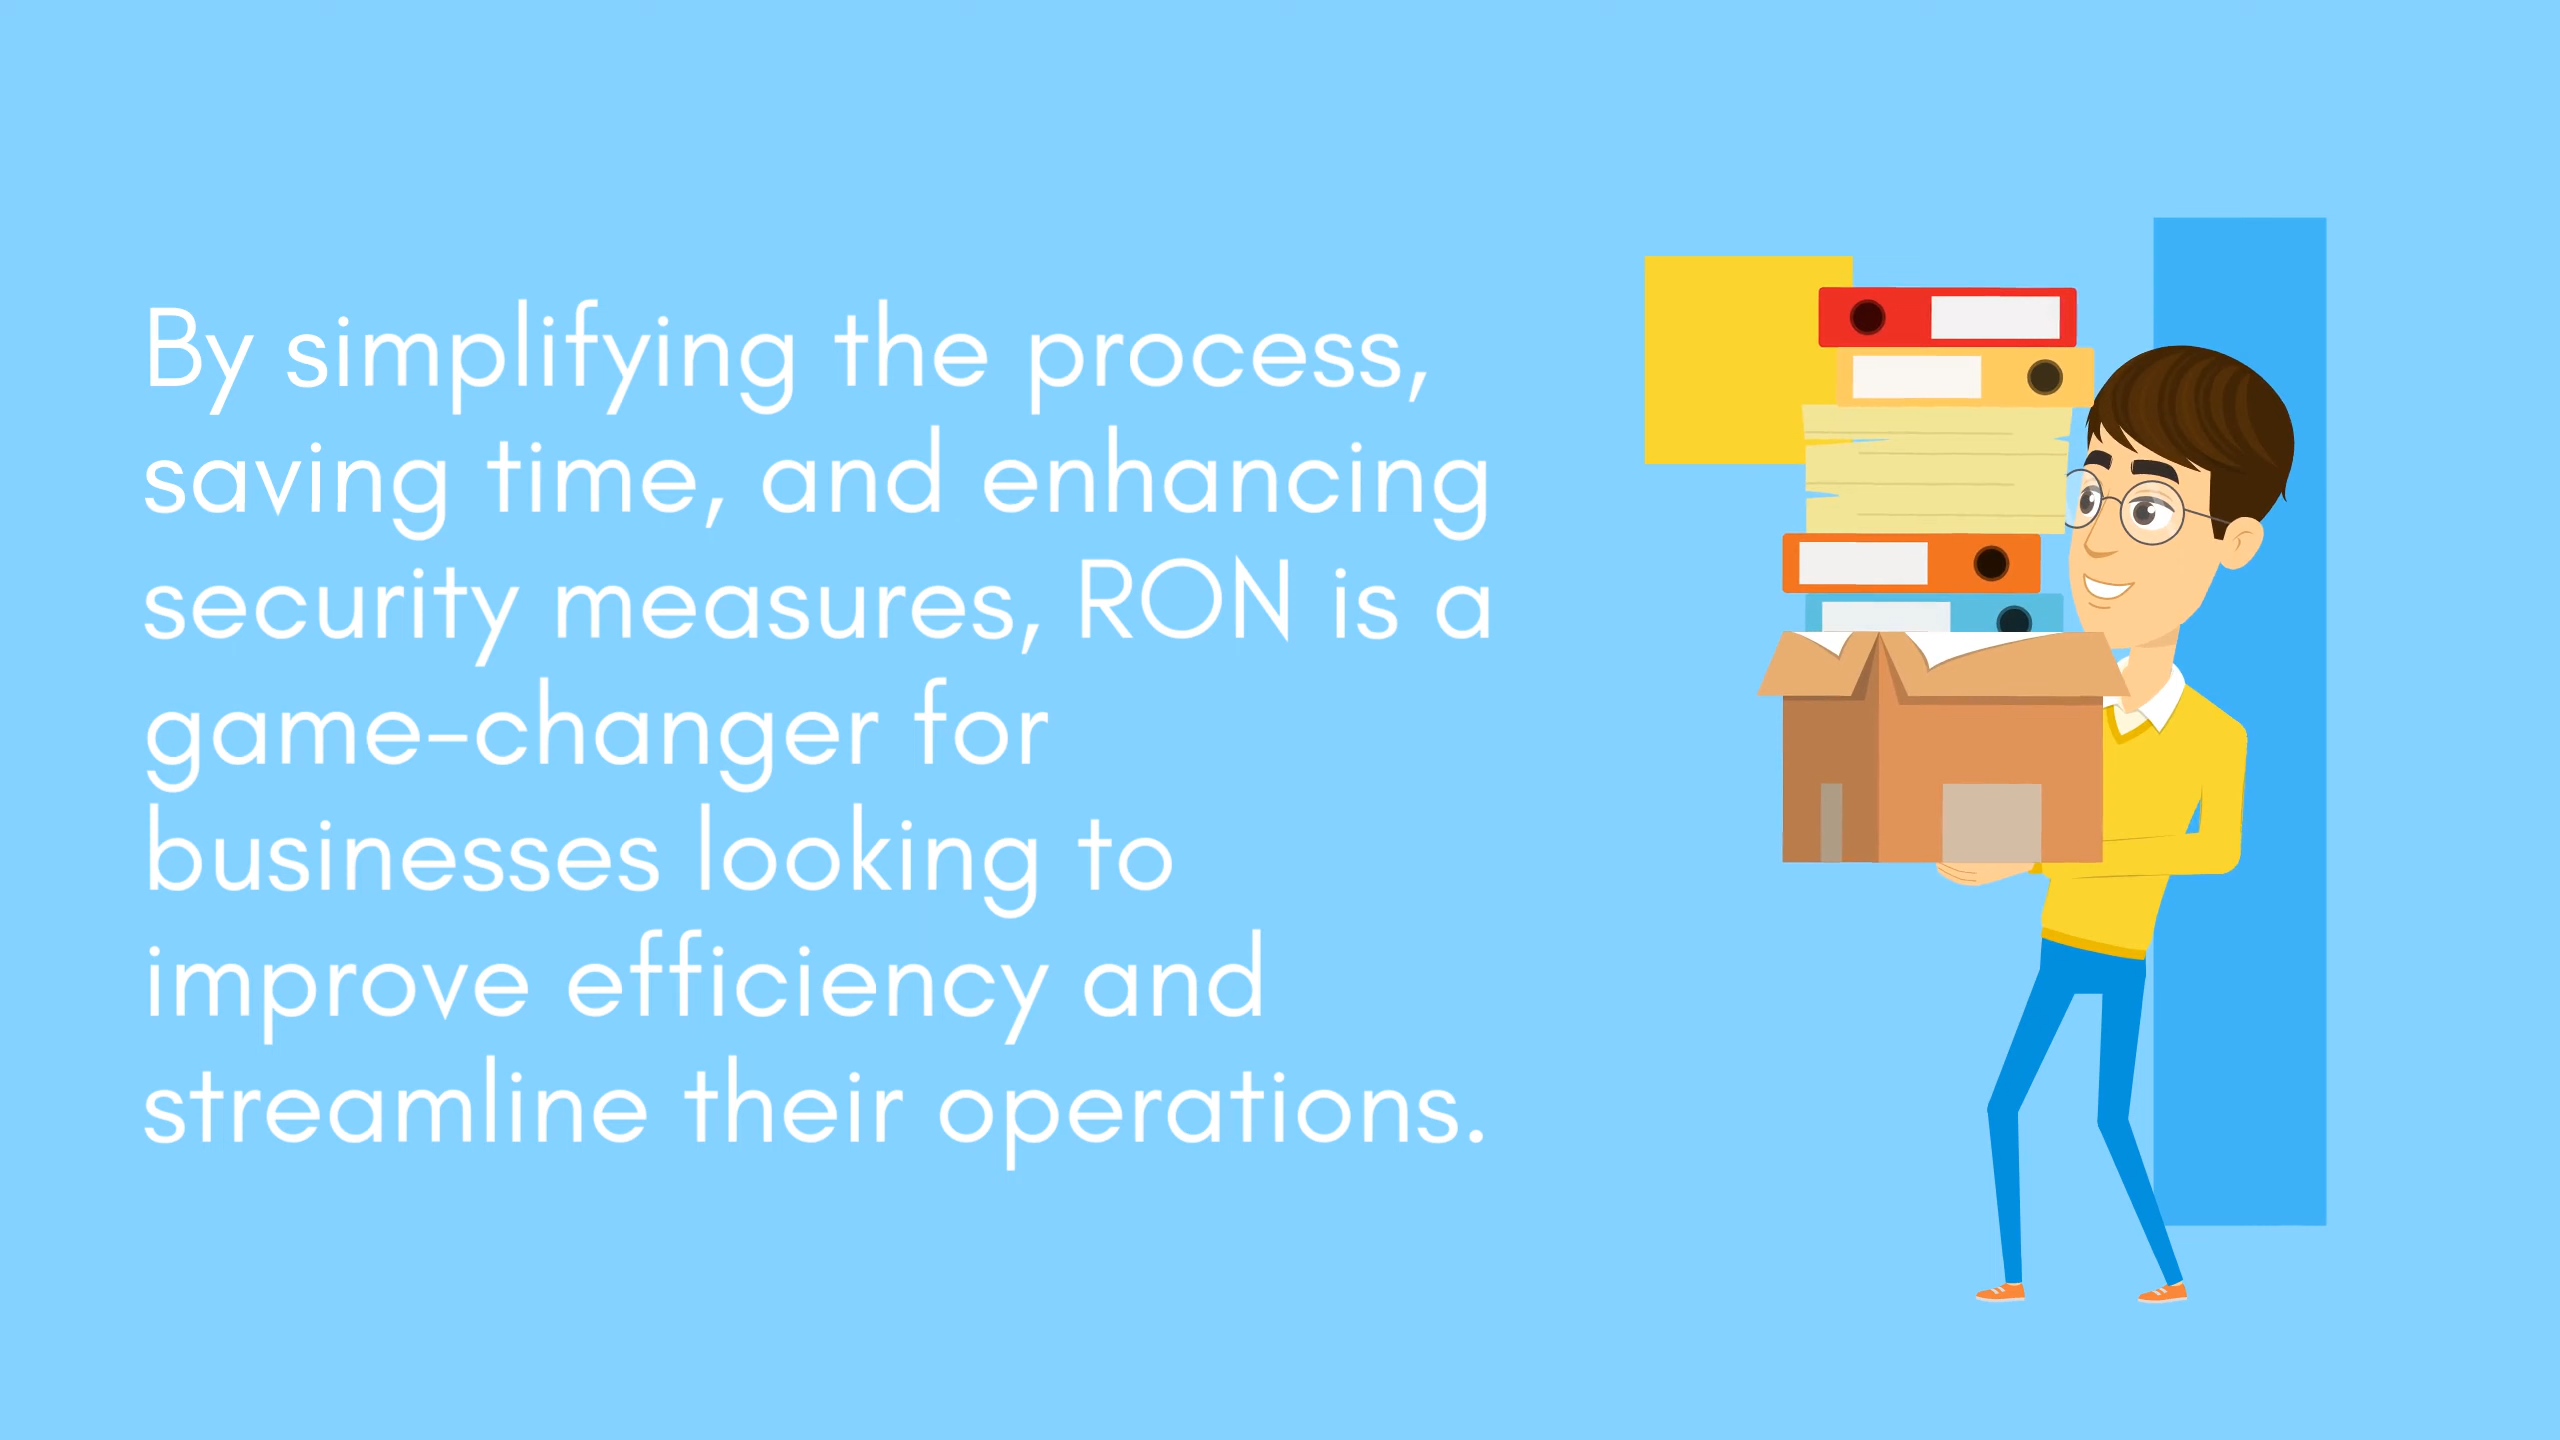 By simplifying the process,
saving time, and enhancing
security measures, RON is a
game-changer for
businesses looking to
improve efficiency and
streamline their operations.